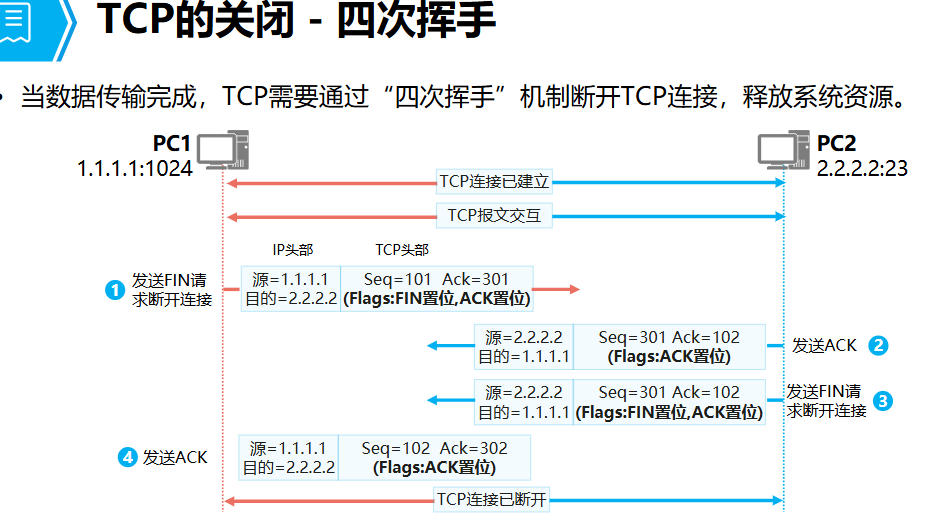 TCP的关闭 - 四次挥手
• 当数据传输完成，TCP需要通过“四次挥手”机制断开TCP连接，释放系统资源。
PC1
1.1.1.1:1024
PC2
2.2.2.2:23
TCP连接已建立
TCP报文交互
IP头部
TCP头部
1
发送FIN请
求断开连接
源=1.1.1.1
目的=2.2.2.2
Seq=101 Ack=301
(Flags:FIN置位,ACK置位)
源=2.2.2.2
目的=1.1.1.1
Seq=301 Ack=102
(Flags:ACK置位)
发送ACK
2
源=2.2.2.2
目的=1.1.1.1
Seq=301 Ack=102
(Flags:FIN置位,ACK置位)
发送FIN请
求断开连接
3
4
发送ACK
源=1.1.1.1
目的=2.2.2.2
Seq=102 Ack=302
(Flags:ACK置位)
TCP连接已断开